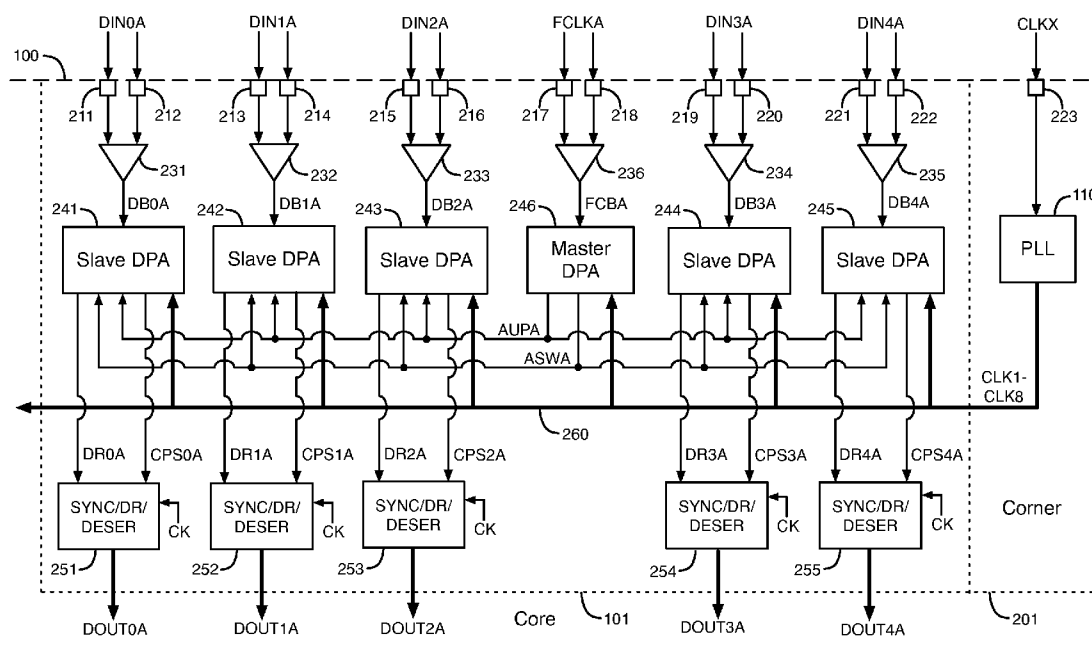 DIN0A DIN1A DIN2A FCLKA DIN3A DIN4A CLKX
100
211 212 213 214 215 216 217 218 219 220 221 222 223
231 232 233 236 234 235
241 DB0A 242 DB1A 243 DB2A 246 FCBA 244 DB3A 245 DB4A 110
Slave DPA Slave DPA Slave DPA Master DPA Slave DPA Slave DPA PLL
AUPA
ASWA
CLK1-
CLK8
260
DR0A CPS0A DR1A CPS1A DR2A CPS2A DR3A CPS3A DR4A CPS4A
SYNC/DR/ SYNC/DR/ SYNC/DR/ SYNC/DR/ SYNC/DR/
DESER DESER DESER DESER DESER
CK CK CK CK CK
Corner
251 252 253 254 255
Core 101 201
DOUT0A DOUT1A DOUT2A DOUT3A DOUT4A